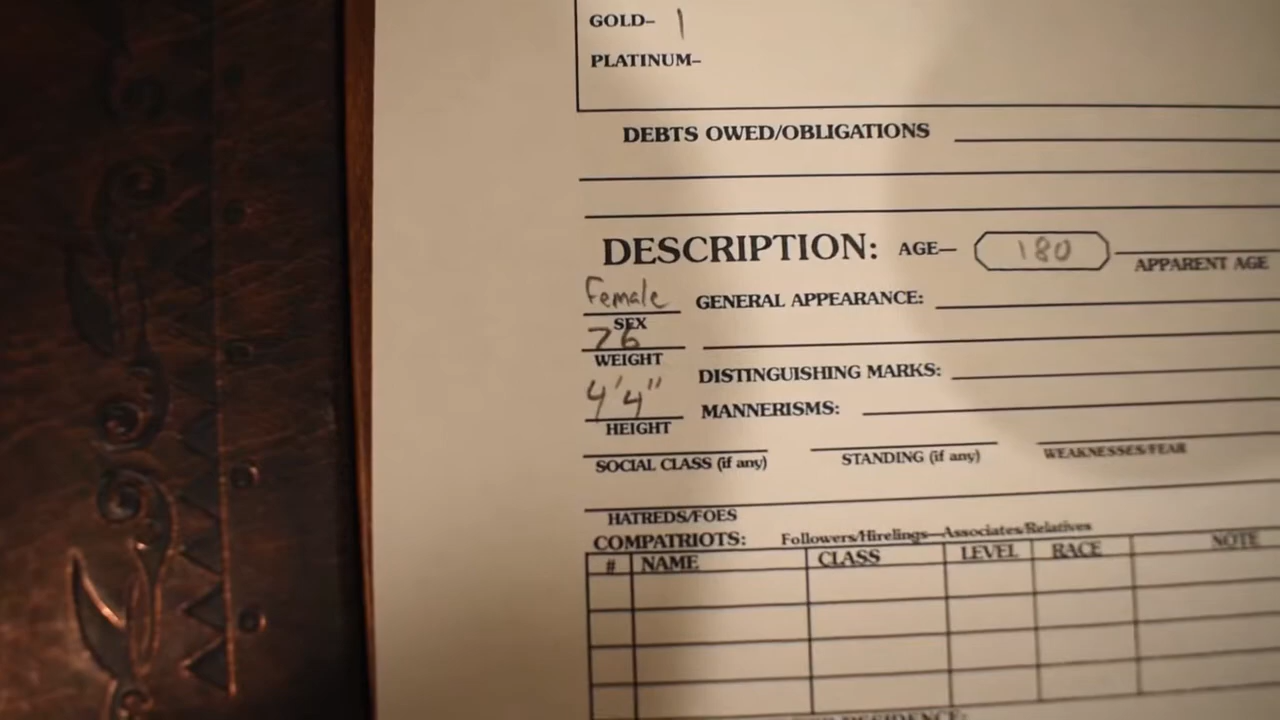 GOLD– 1
PLATINUM–
DEBTS OWED/OBLIGATIONS
DESCRIPTION: AGE— 180
APPARENT AGE
Female
GENERAL APPEARANCE:
SEX
76
WEIGHT
DISTINGUISHING MARKS:
4'4"
MANNERISMS:
HEIGHT
SOCIAL CLASS (if any) STANDING (if any) WEAKNESSES/FEAR
HATREDS/FOES
COMPATRIOTS: Followers/Hirelings—Associates/Relatives
# NAME CLASS LEVEL RACE NOTE
RESIDENCE: